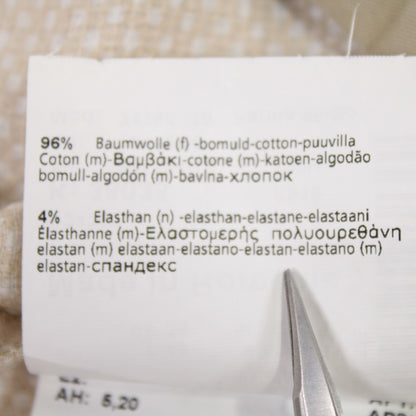 96% Baumwolle (f) -bomuld-cotton-puuvilla
Coton (m)-Βαμβάκι-cotone (m)-katoen-algodão
bomull-algodón (m)-bavlna-хлопок
4% Elasthan (n) -elasthan-elastane-elastaani
Élasthanne (m)-Ελαστομερής πολυουρεθάνη
elastan (m) elastaan-elastano-elastan-elastano (m)
elastan-спандекс
AH: 5,20